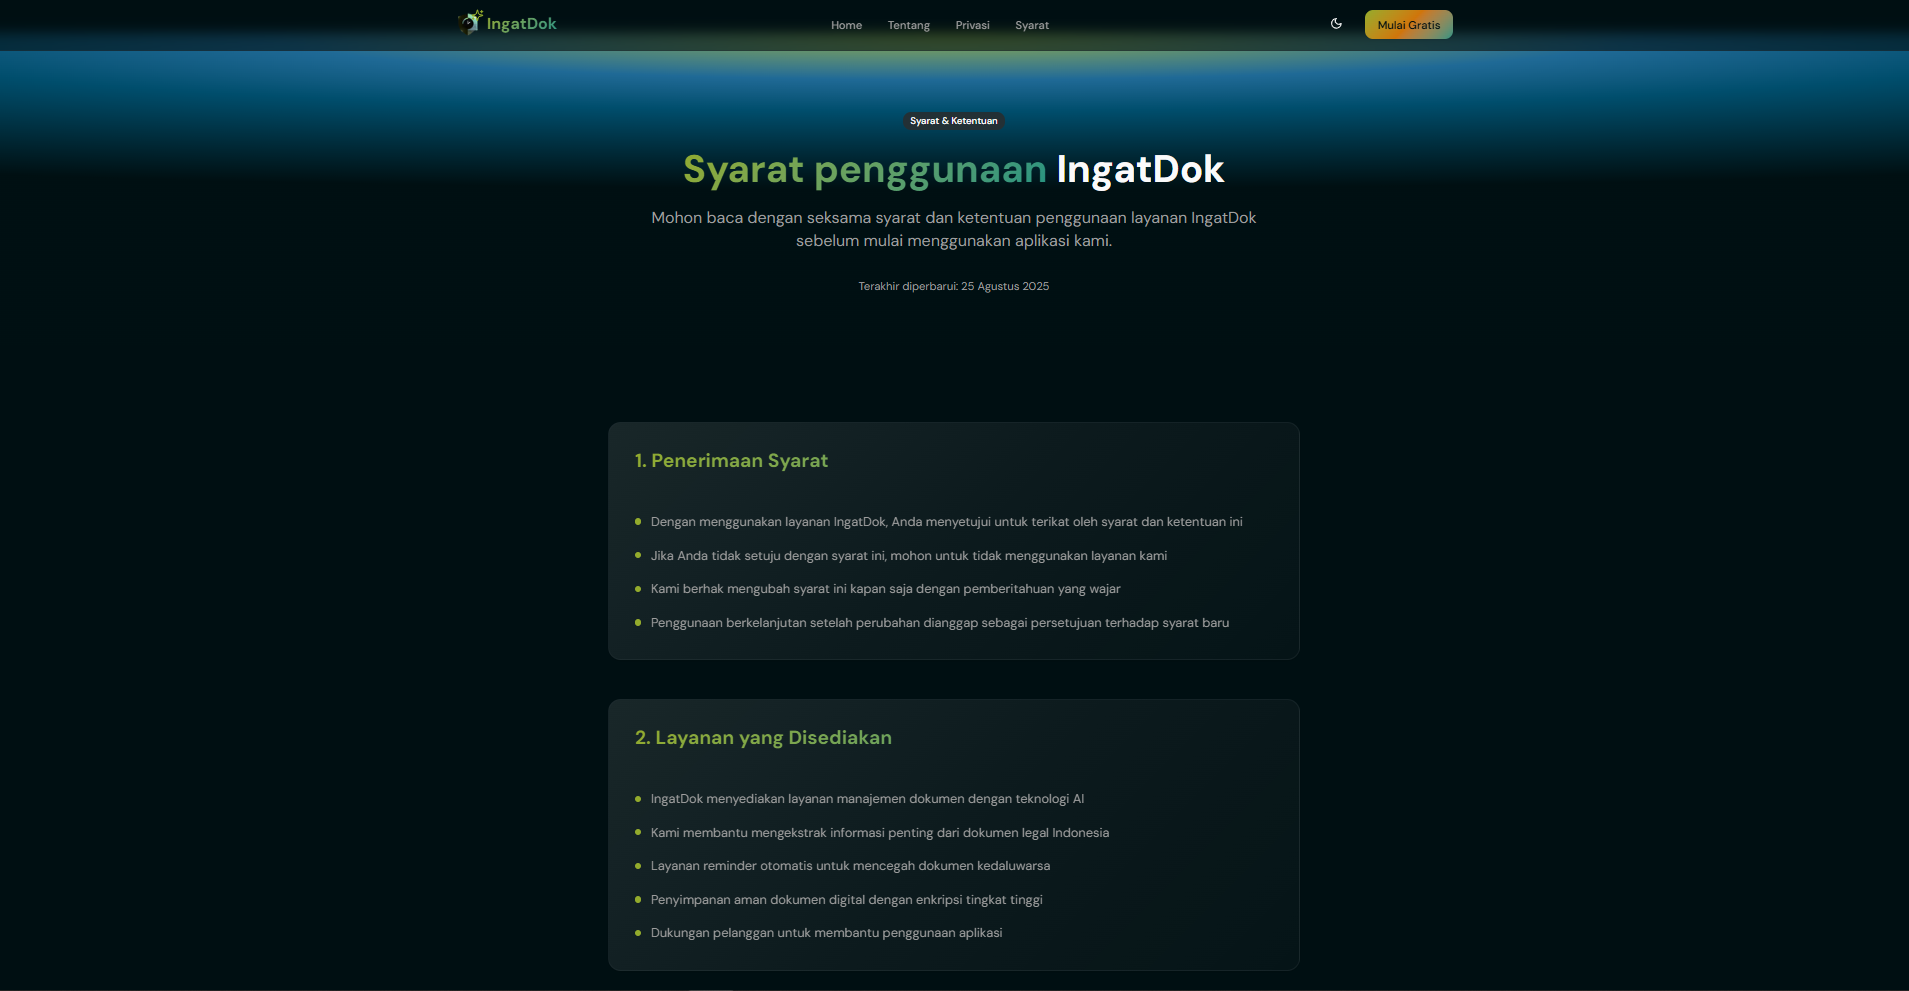 IngatDok
Home
Tentang
Privasi
Syarat
Mulai Gratis
Syarat & Ketentuan
Syarat penggunaan IngatDok
Mohon baca dengan seksama syarat dan ketentuan penggunaan layanan IngatDok
sebelum mulai menggunakan aplikasi kami.
Terakhir diperbarui: 25 Agustus 2025
1. Penerimaan Syarat
Dengan menggunakan layanan IngatDok, Anda menyetujui untuk terikat oleh syarat dan ketentuan ini
Jika Anda tidak setuju dengan syarat ini, mohon untuk tidak menggunakan layanan kami
Kami berhak mengubah syarat ini kapan saja dengan pemberitahuan yang wajar
Penggunaan berkelanjutan setelah perubahan dianggap sebagai persetujuan terhadap syarat baru
2. Layanan yang Disediakan
IngatDok menyediakan layanan manajemen dokumen dengan teknologi AI
Kami membantu mengekstrak informasi penting dari dokumen legal Indonesia
Layanan reminder otomatis untuk mencegah dokumen kedaluwarsa
Penyimpanan aman dokumen digital dengan enkripsi tingkat tinggi
Dukungan pelanggan untuk membantu penggunaan aplikasi